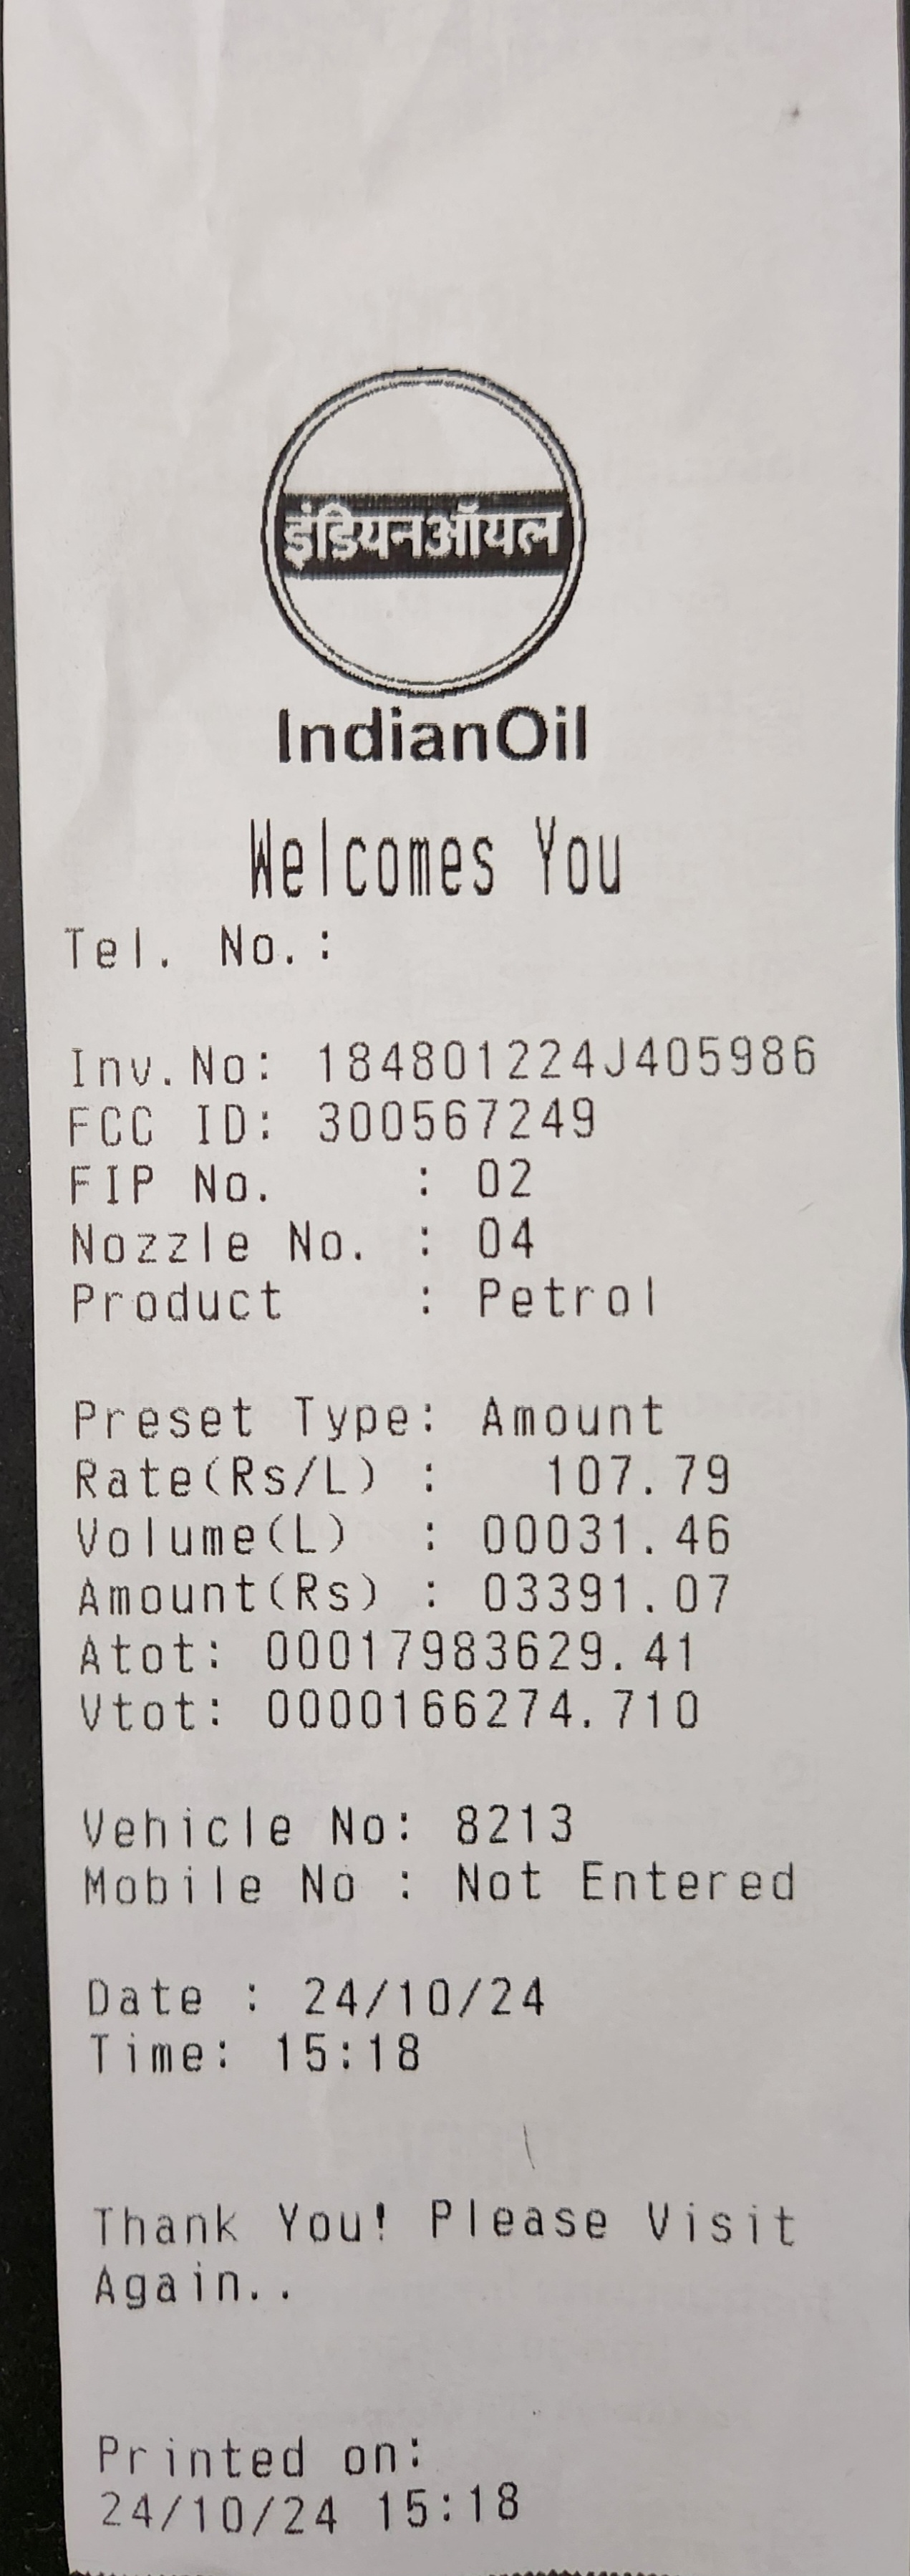 इंडियनऑयल
IndianOil
Welcomes You
Tel. No.:
Inv.No: 184801224J405986
FCC ID: 300567249
FIP No. : 02
Nozzle No. : 04
Product : Petrol
Preset Type: Amount
Rate(Rs/L) : 107.79
Volume(L) : 00031.46
Amount(Rs) : 03391.07
Atot: 00017983629.41
Vtot: 0000166274.710
Vehicle No: 8213
Mobile No : Not Entered
Date : 24/10/24
Time: 15:18
Thank You! Please Visit
Again..
Printed on:
24/10/24 15:18